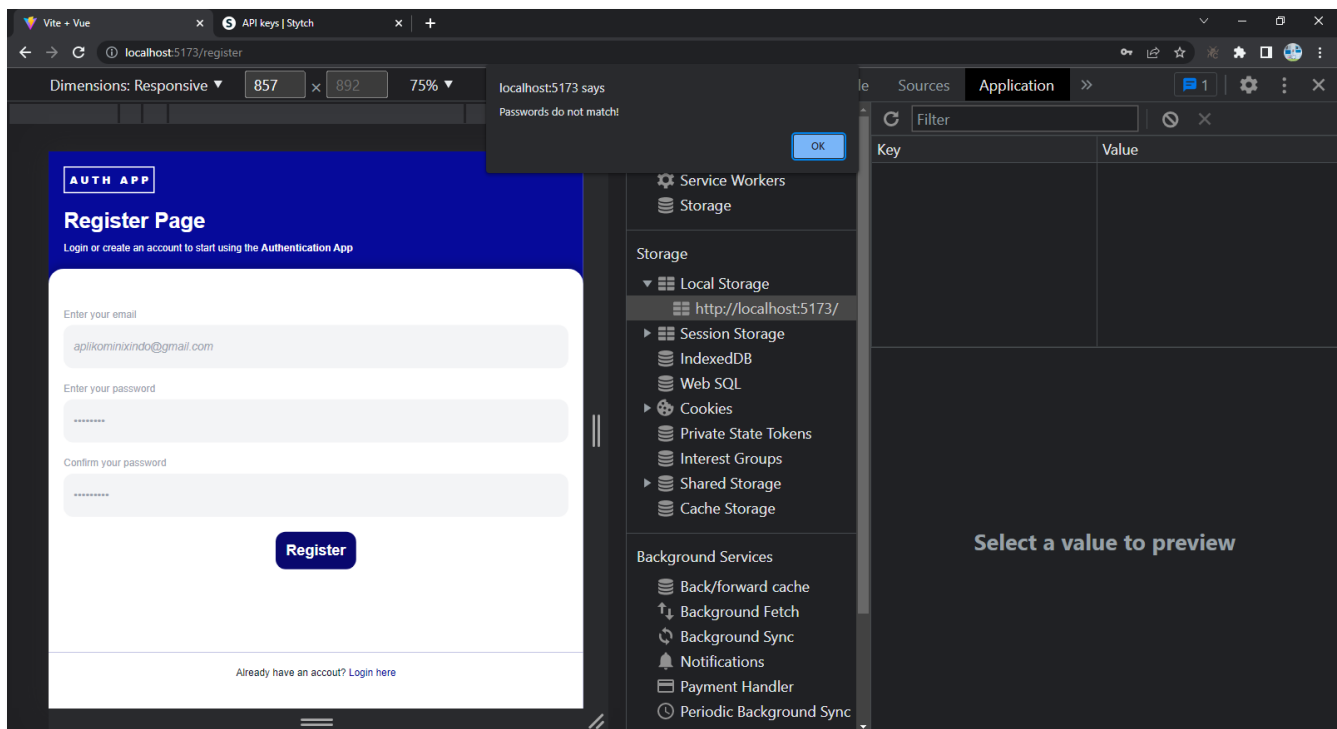 Vite + Vue
API keys | Stytch
localhost:5173/register
Dimensions: Responsive ▼ 857 × 892 75% ▼
localhost:5173 says
Passwords do not match!
OK
Sources Application » 1
Filter
Key Value
AUTH APP
Register Page
Login or create an account to start using the Authentication App
Enter your email
aplikominixindo@gmail.com
Enter your password
••••••••
Confirm your password
•••••••••
Register
Already have an accout? Login here
Service Workers
Storage
Storage
Local Storage
http://localhost:5173/
Session Storage
IndexedDB
Web SQL
Cookies
Private State Tokens
Interest Groups
Shared Storage
Cache Storage
Background Services
Back/forward cache
Background Fetch
Background Sync
Notifications
Payment Handler
Periodic Background Sync
Select a value to preview